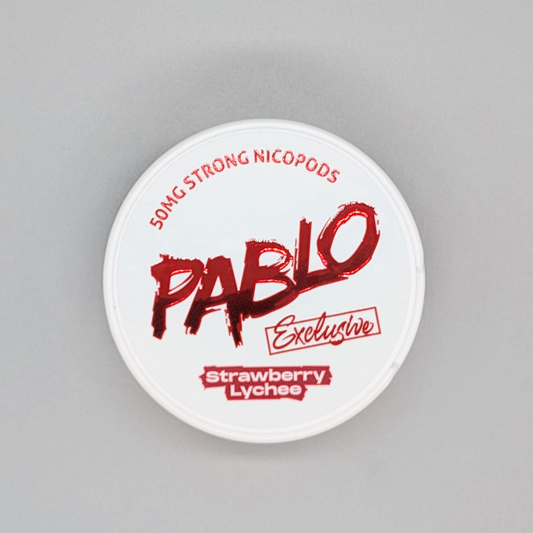 50MG STRONG NICOPODS
PABLO
Exclusive
Strawberry
Lychee